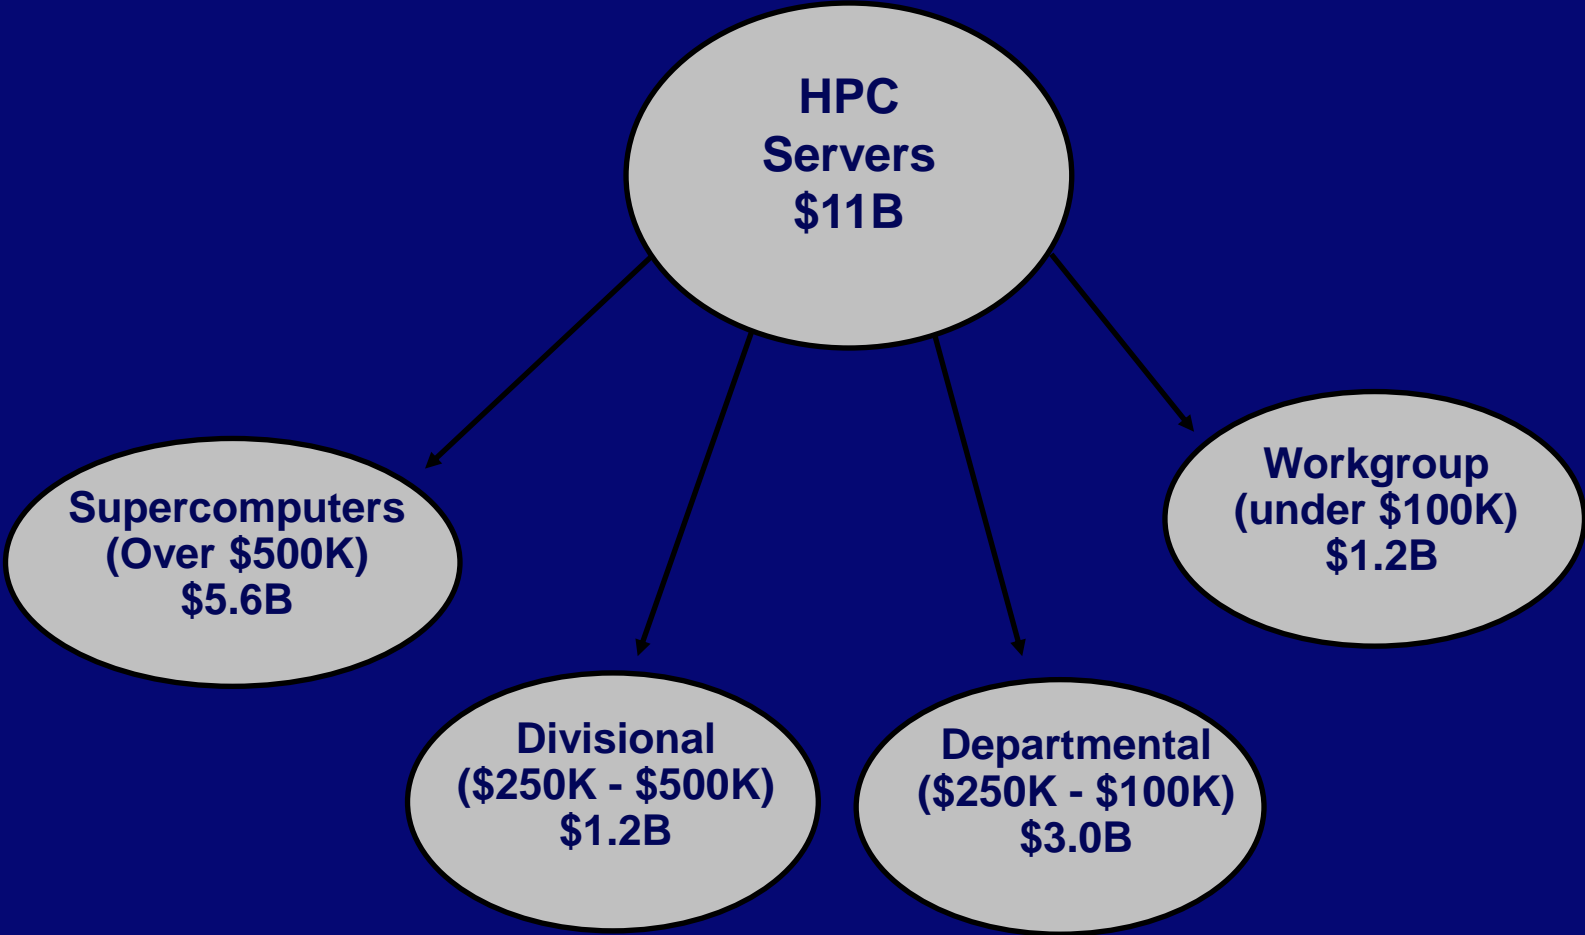 HPC
Servers
$11B
Supercomputers
(Over $500K)
$5.6B
Divisional
($250K - $500K)
$1.2B
Departmental
($250K - $100K)
$3.0B
Workgroup
(under $100K)
$1.2B